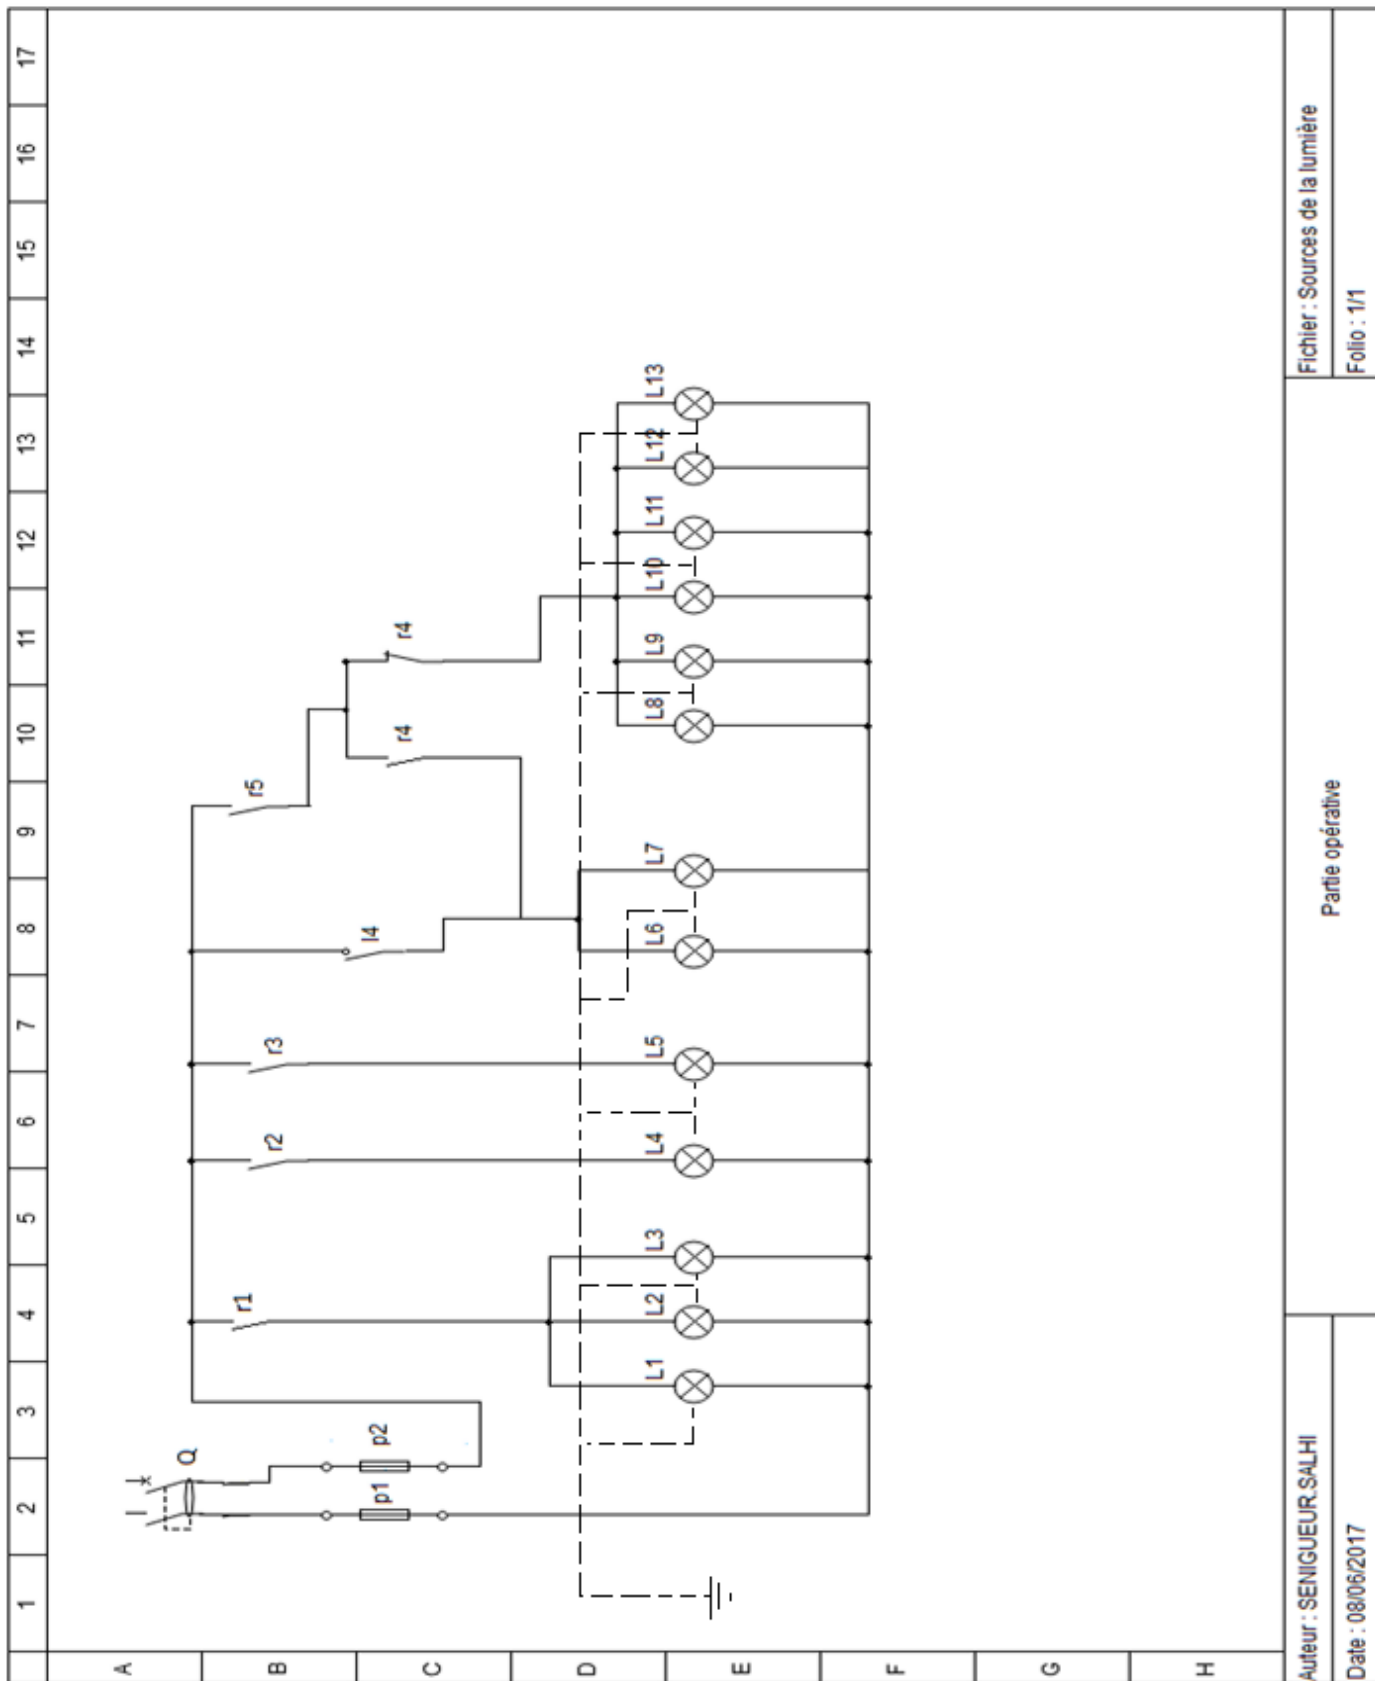 1 2 3 4 5 6 7 8 9 10 11 12 13 14 15 16 17
A
Q
B
r1 r2 r3 r5
p1 p2 l4 r4 r4
C
D
L1 L2 L3 L4 L5 L6 L7 L8 L9 L10 L11 L12 L13
E
F
G
H
Auteur : SENIGUEUR.SALHI
Date : 08/06/2017
Partie opérative
Fichier : Sources de la lumière
Folio : 1/1